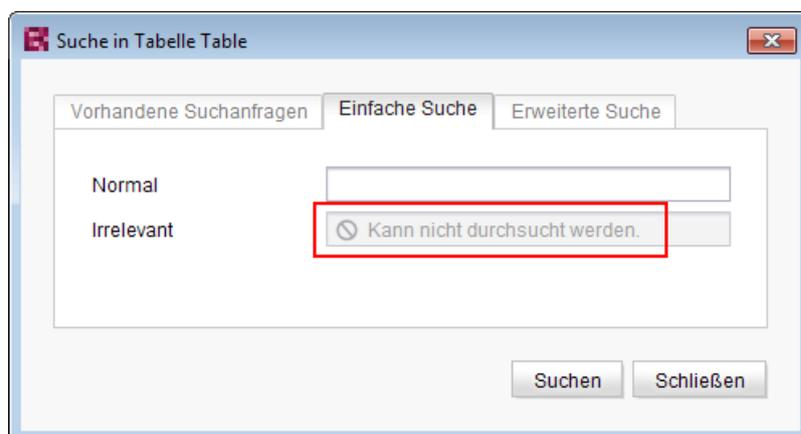 Suche in Tabelle Table
Vorhandene Suchanfragen Einfache Suche Erweiterte Suche
Normal
Irrelevant Kann nicht durchsucht werden.
Suchen Schließen